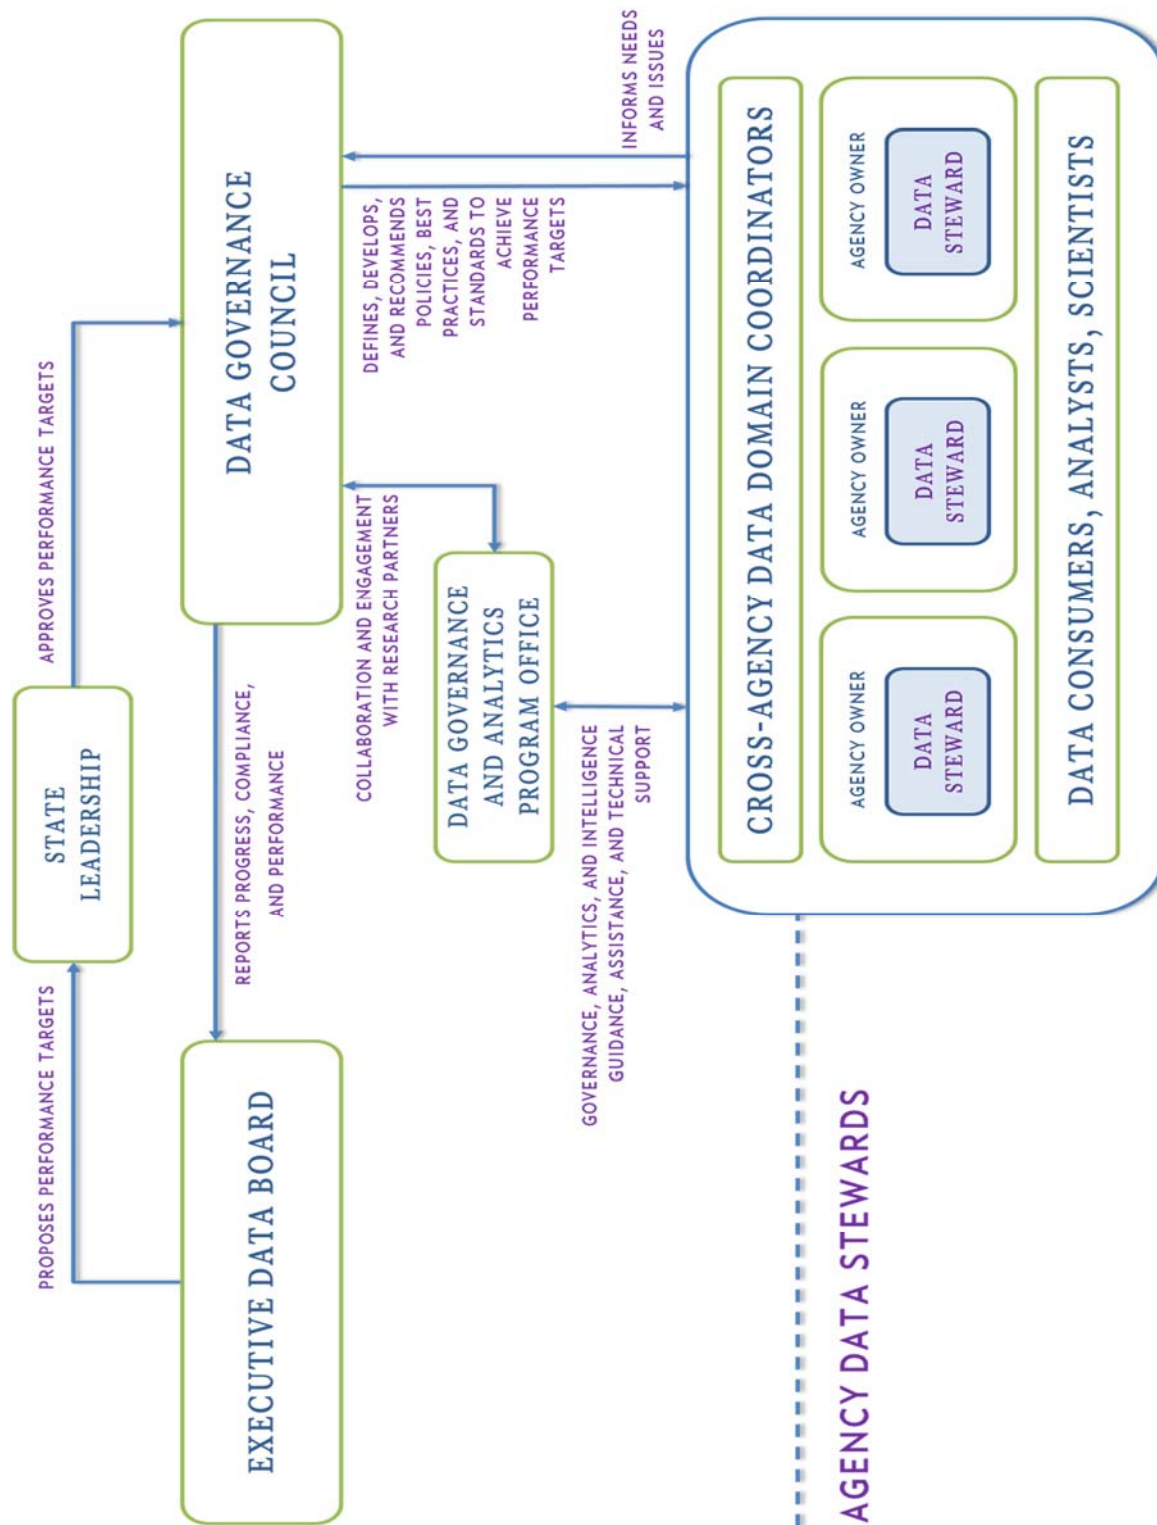 PROPOSES PERFORMANCE TARGETS
STATE
LEADERSHIP
APPROVES PERFORMANCE TARGETS
EXECUTIVE DATA BOARD
REPORTS PROGRESS, COMPLIANCE,
AND PERFORMANCE
DATA GOVERNANCE
COUNCIL
COLLABORATION AND ENGAGEMENT
WITH RESEARCH PARTNERS
DEFINES, DEVELOPS,
AND RECOMMENDS
POLICIES, BEST
PRACTICES, AND
STANDARDS TO
ACHIEVE
PERFORMANCE
TARGETS
INFORMS NEEDS
AND ISSUES
DATA GOVERNANCE
AND ANALYTICS
PROGRAM OFFICE
GOVERNANCE, ANALYTICS, AND INTELLIGENCE
GUIDANCE, ASSISTANCE, AND TECHNICAL
SUPPORT
AGENCY DATA STEWARDS
CROSS-AGENCY DATA DOMAIN COORDINATORS
AGENCY OWNER
DATA
STEWARD
AGENCY OWNER
DATA
STEWARD
AGENCY OWNER
DATA
STEWARD
DATA CONSUMERS, ANALYSTS, SCIENTISTS